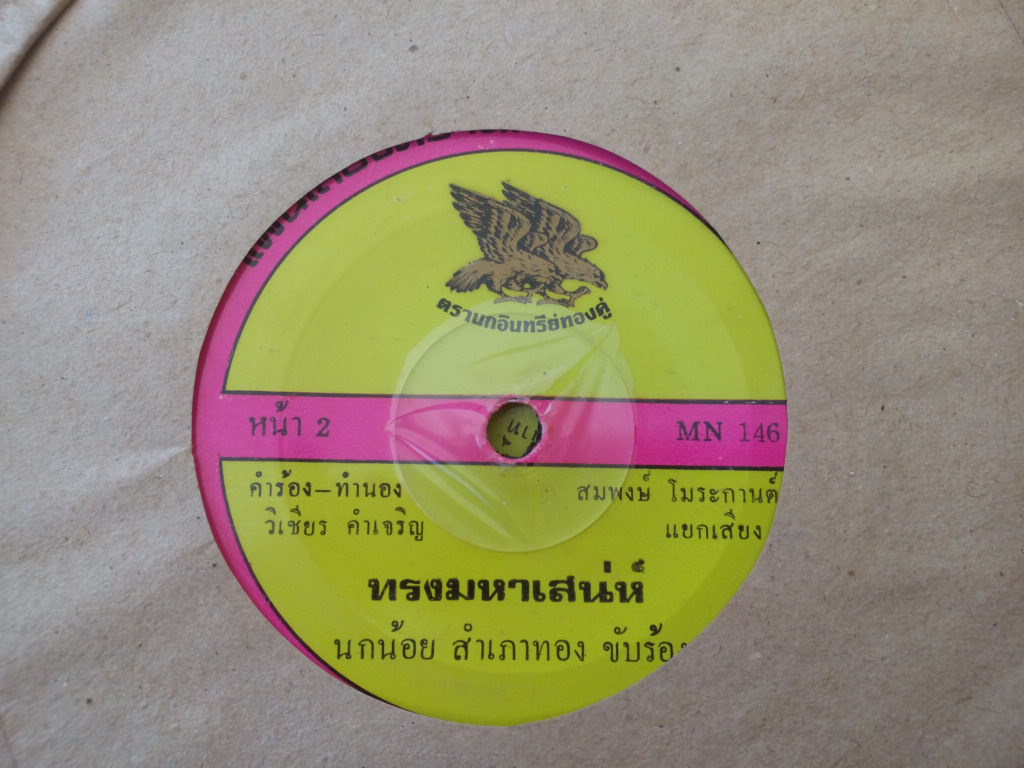 ตรานกอินทรีย์ทองคู่
หน้า 2
MN 146
คำร้อง-ทำนอง
วิเชียร คำเจริญ
สมพงษ์ โมระกานต์
แยกเสียง
ทรงมหาเสน่ห์
นกน้อย สำเภาทอง ขับร้อง